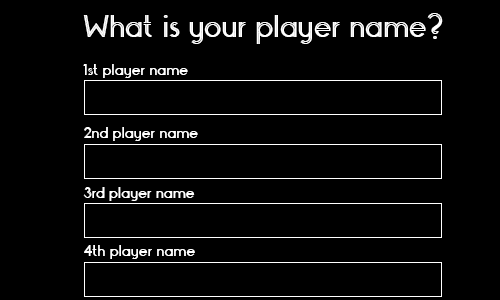 What is your player name?
1st player name
2nd player name
3rd player name
4th player name